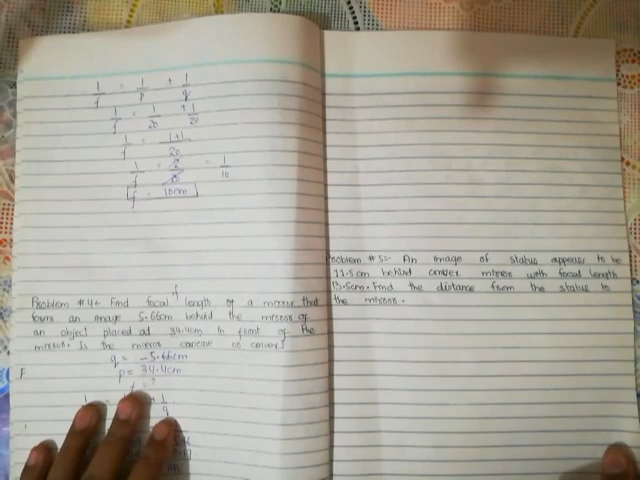 1/f = 1/p + 1/q
1/f = 1/20 + 1/20
1/f = 1+1/20
1/f = 2/20 = 1/10
f = 10cm
Problem #4:- Find focal length of a mirror that
forms an image 5.66cm behind the mirror of
an object placed at 34.4cm in front of the
mirror. Is the mirror concave or convex?
q = -5.66cm
p = 34.4cm
f = ?
1/q
Problem #5:- An image of status appears to be
11.5cm behind convex mirror with focal length
13.5cm. Find the distance from the status to
the mirror.